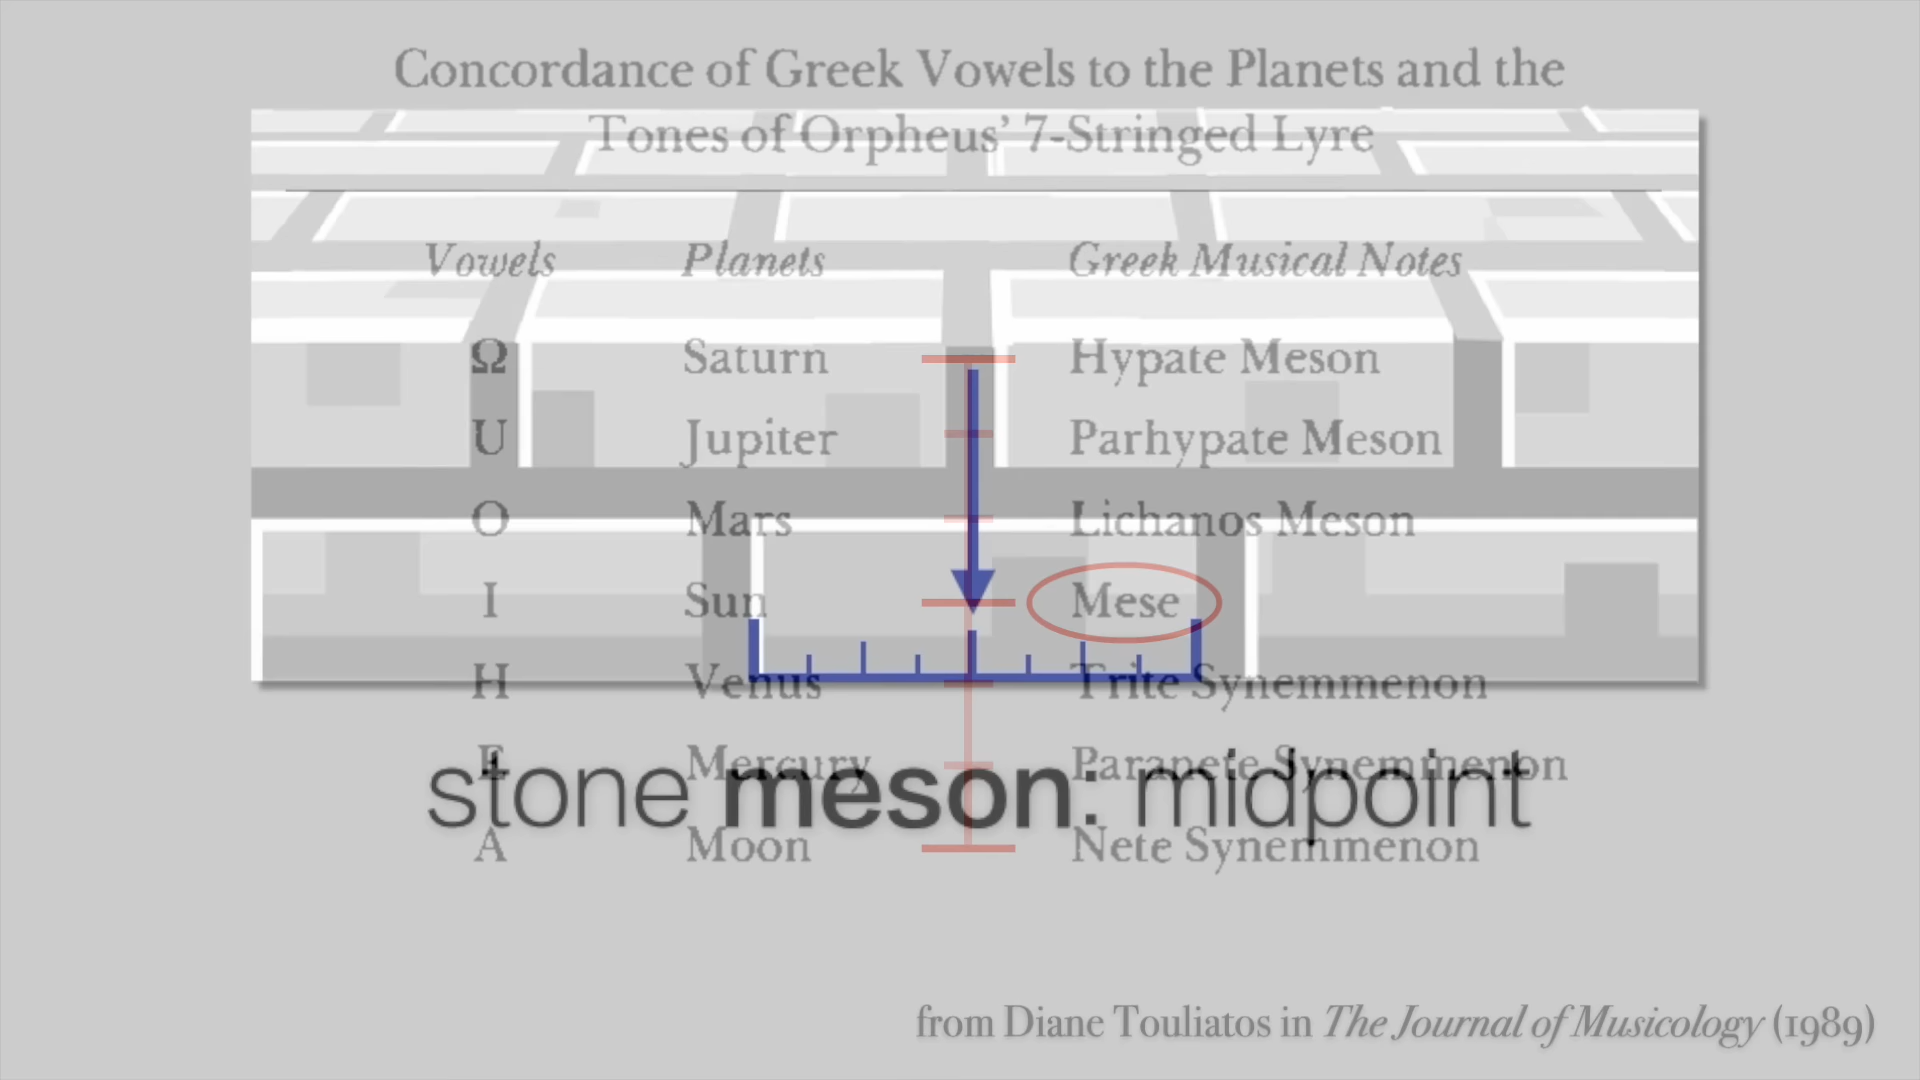 Concordance of Greek Vowels to the Planets and the
Tones of Orpheus’ 7-Stringed Lyre
Vowels Planets Greek Musical Notes
Ω Saturn Hypate Meson
U Jupiter Parhypate Meson
O Mars Lichanos Meson
I Sun Mese
H Venus Trite Synemmenon
E Mercury Paranete Synemmenon
stone meson: midpoint
A Moon Nete Synemmenon
from Diane Touliatos in The Journal of Musicology (1989)